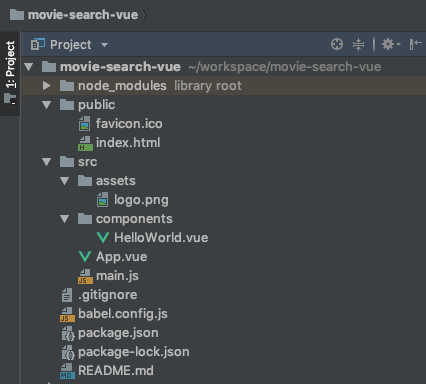 movie-search-vue
1: Project
Project
movie-search-vue ~/workspace/movie-search-vue
node_modules library root
public
favicon.ico
index.html
src
assets
logo.png
components
HelloWorld.vue
App.vue
main.js
.gitignore
babel.config.js
package.json
package-lock.json
README.md